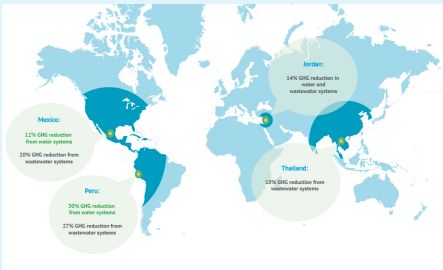 Jordan:
14% GHG reduction in
water and
wastewater systems
Mexico:
12% GHG reduction
from water systems
20% GHG reduction from
wastewater systems
Thailand:
10% GHG reduction from
wastewater systems
Peru:
50% GHG reduction
from water systems
27% GHG reduction from
wastewater systems